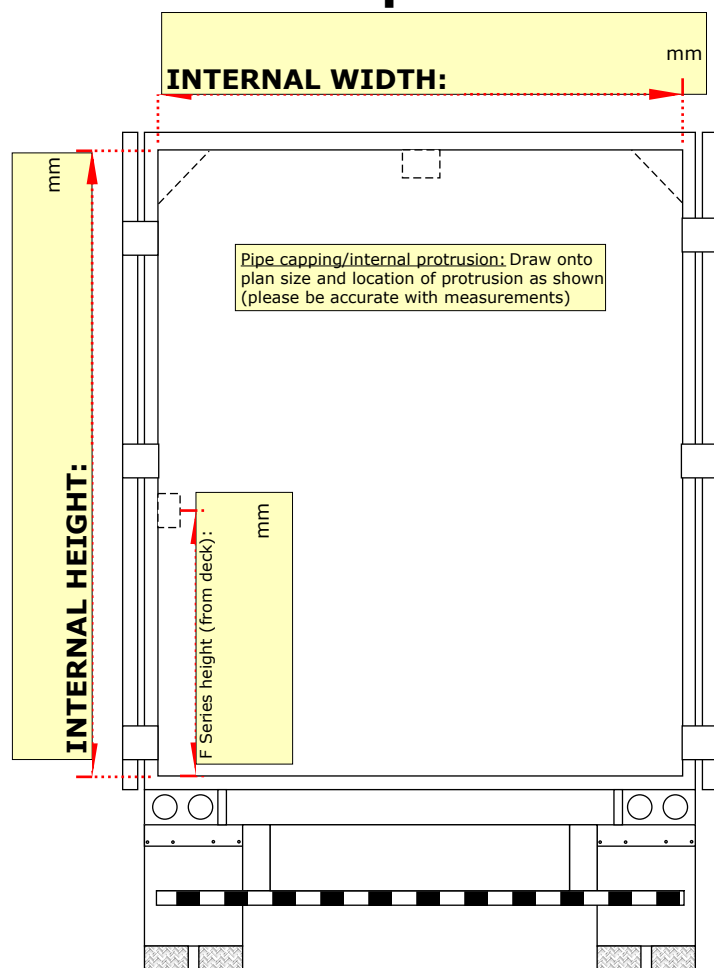 mm
INTERNAL WIDTH:
mm
INTERNAL HEIGHT:
Pipe capping/internal protrusion: Draw onto
plan size and location of protrusion as shown
(please be accurate with measurements)
mm
F Series height (from deck):